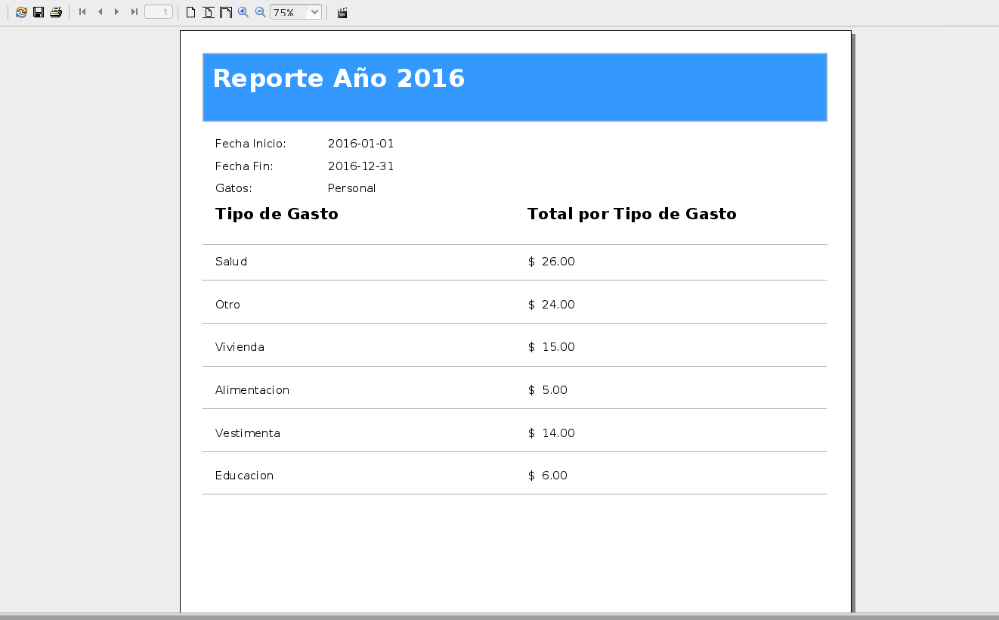 1 75%
Reporte Año 2016
Fecha Inicio: 2016-01-01
Fecha Fin: 2016-12-31
Gatos: Personal
Tipo de Gasto Total por Tipo de Gasto
Salud $ 26.00
Otro $ 24.00
Vivienda $ 15.00
Alimentacion $ 5.00
Vestimenta $ 14.00
Educacion $ 6.00